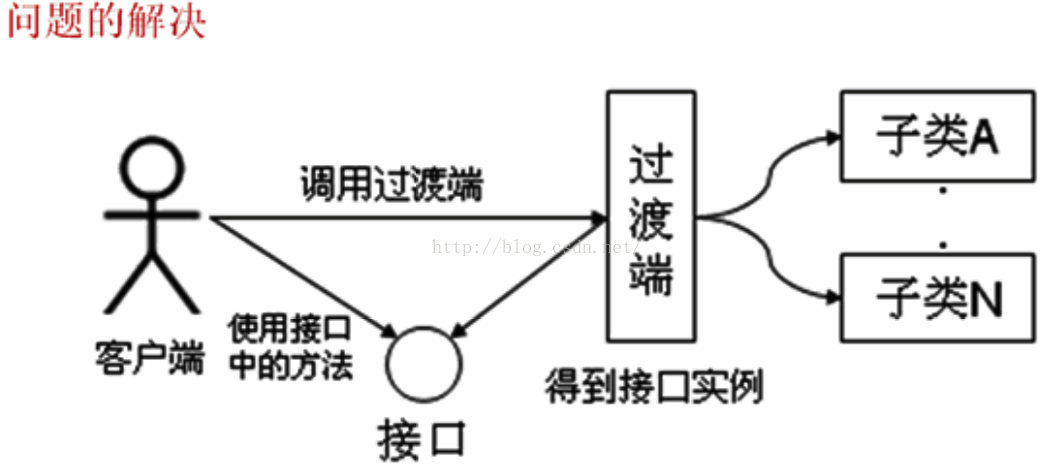 问题的解决
调用过渡端
过渡端
子类A
子类N
http://blog.csdn.net/
客户端
使用接口
中的方法
接口
得到接口实例